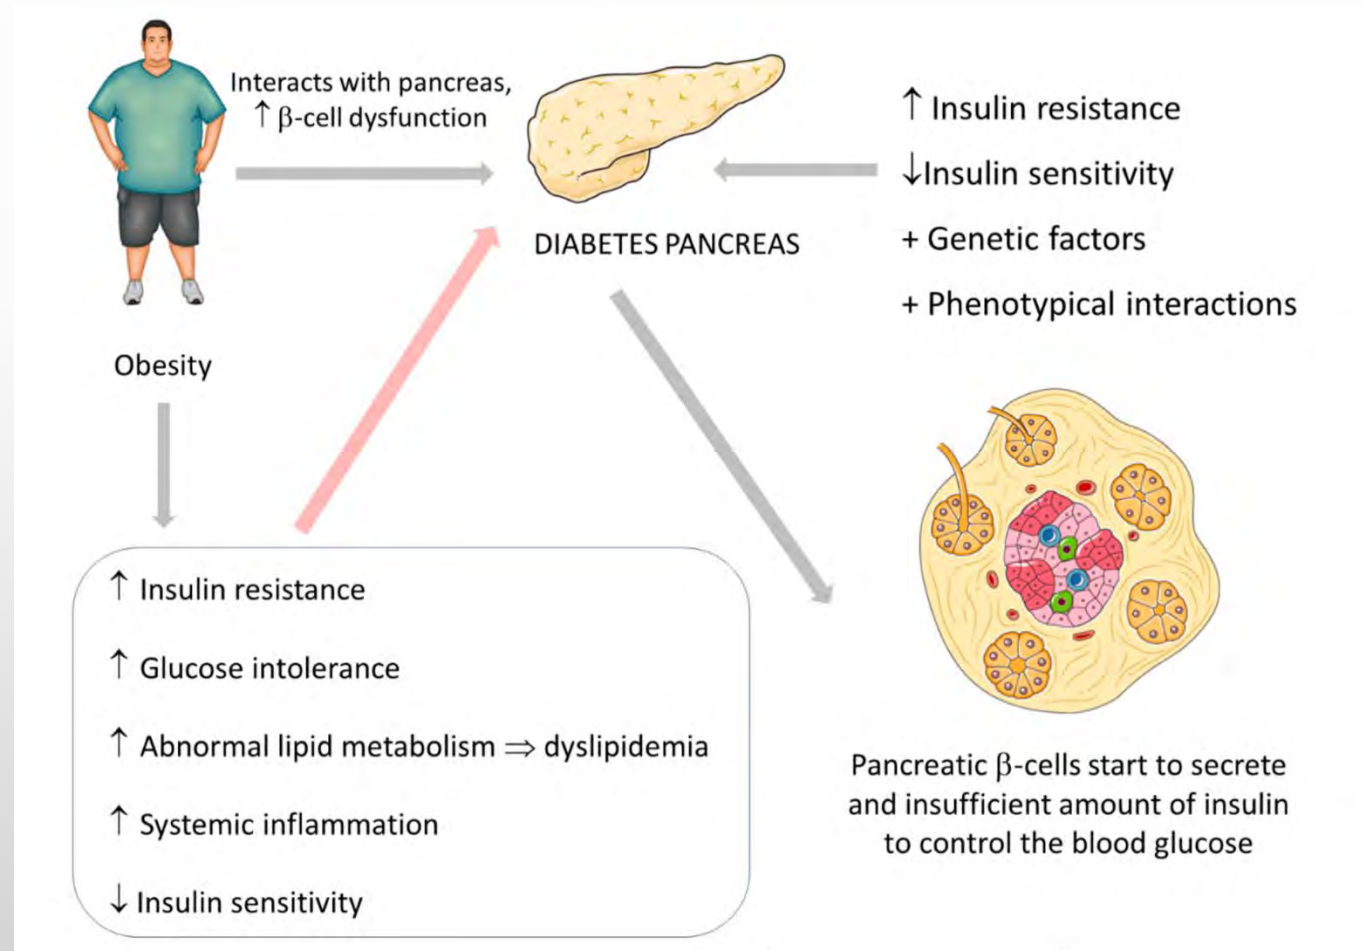 Interacts with pancreas,
↑ β-cell dysfunction
DIABETES PANCREAS
↑ Insulin resistance
↓Insulin sensitivity
+ Genetic factors
+ Phenotypical interactions
Obesity
↑ Insulin resistance
↑ Glucose intolerance
↑ Abnormal lipid metabolism ⇒ dyslipidemia
↑ Systemic inflammation
↓ Insulin sensitivity
Pancreatic β-cells start to secrete
and insufficient amount of insulin
to control the blood glucose